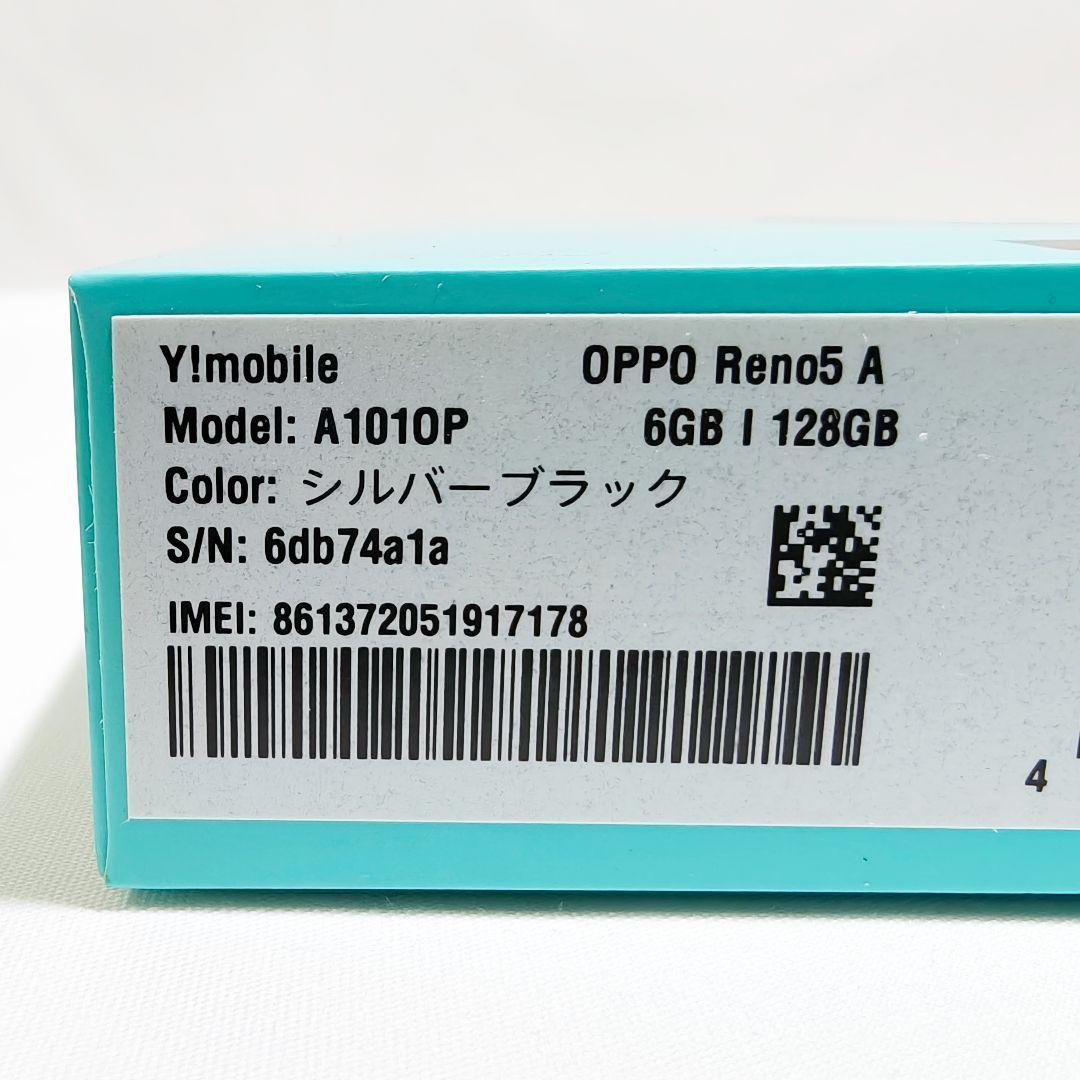 Y!mobile OPPO Reno5 A
Model: A101OP 6GB | 128GB
Color: シルバーブラック
S/N: 6db74a1a
IMEI: 861372051917178
4